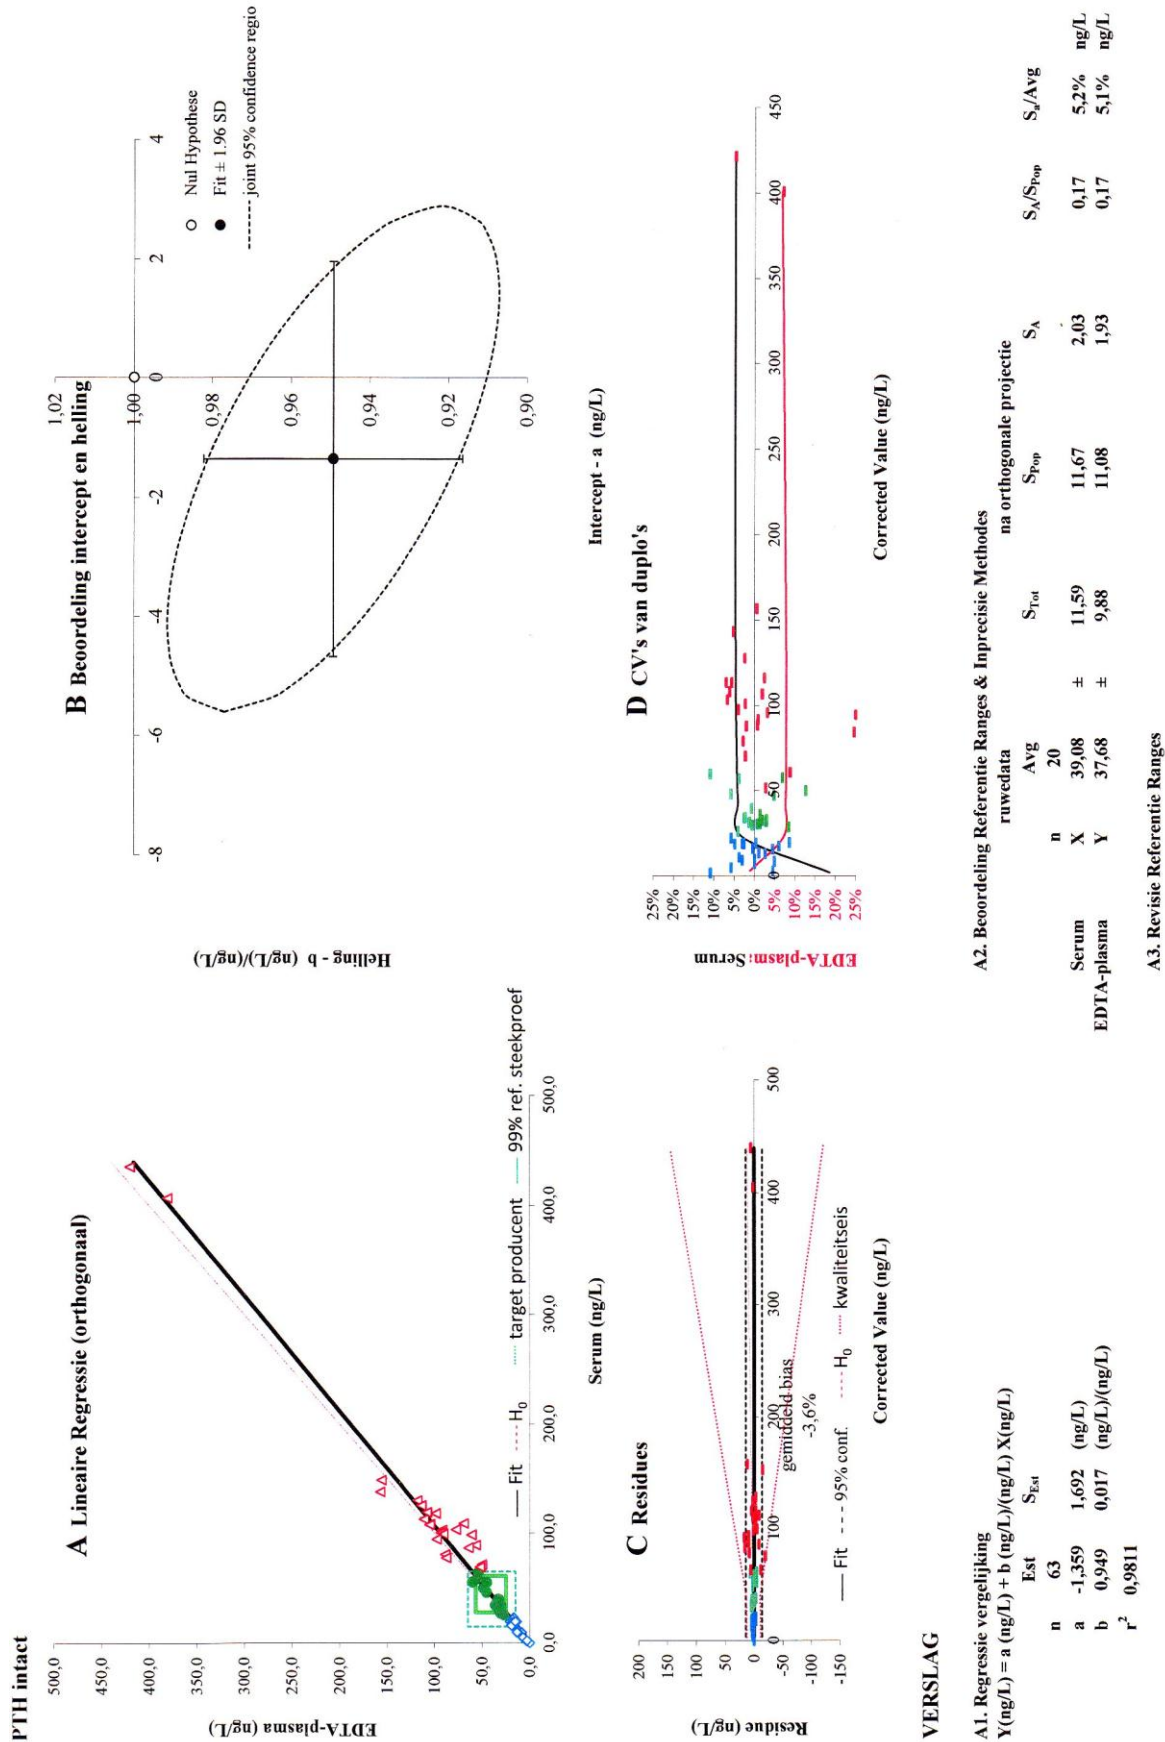 PTH intact
A Lineaire Regressie (orthogonaal)
500,0
450,0
400,0
350,0
300,0
250,0
200,0
150,0
100,0
50,0
0,0
EDTA-plasma (ng/L)
0,0 100,0 200,0 300,0 400,0 500,0
Serum (ng/L)
Fit H0 target producent 99% ref. steekproef
B Beoordeling intercept en helling
1,02
1,00
0,98
0,96
0,94
0,92
0,90
-8 -6 -4 -2 0 2 4
Helling - b (ng/L)/(ng/L)
Intercept - a (ng/L)
Nul Hypothese
Fit ± 1.96 SD
joint 95% confidence regio
C Residues
200
150
100
50
0
-50
-100
-150
Residue (ng/L)
0 100 200 300 400 500
gemiddeld bias
-3,6%
Fit 95% conf. H0 kwaliteitseis
Corrected Value (ng/L)
D CV's van duplo's
25%
20%
15%
10%
5%
0%
5%
10%
15%
20%
25%
EDTA-plasma Serum
0 50 100 150 200 250 300 350 400 450
Corrected Value (ng/L)
VERSLAG
A1. Regressie vergelijking
Y(ng/L) = a (ng/L) + b (ng/L)/(ng/L) X(ng/L)
Est SEst
n 63
a -1,359 1,692 (ng/L)
b 0,949 0,017 (ng/L)/(ng/L)
r2 0,9811
A2. Beoordeling Referentie Ranges & Inprecisie Methodes
ruwedata na orthogonale projectie
Avg STot SPop SA SA/SPop Sa/Avg
n 20
Serum X 39,08 ± 11,59 11,67 2,03 0,17 5,2% ng/L
EDTA-plasma Y 37,68 ± 9,88 11,08 1,93 0,17 5,1% ng/L
A3. Revisie Referentie Ranges